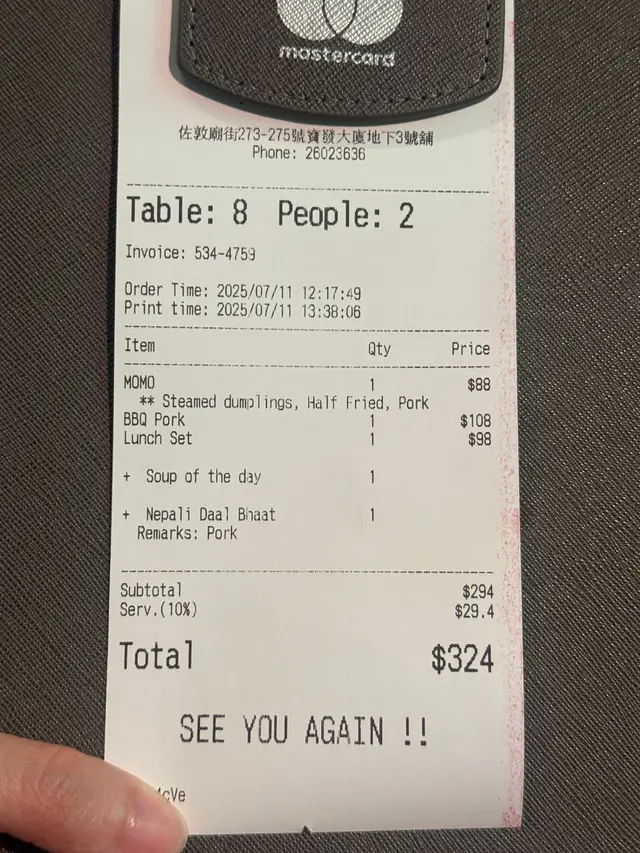 mastercard
佐敦廟街273-275號寶發大廈地下3號舖
Phone: 26023636
Table: 8 People: 2
Invoice: 534-4759
Order Time: 2025/07/11 12:17:49
Print time: 2025/07/11 13:38:06
Item Qty Price
MOMO 1 $88
** Steamed dumplings, Half Fried, Pork
BBQ Pork 1 $108
Lunch Set 1 $98
+ Soup of the day 1
+ Nepali Daal Bhaat 1
Remarks: Pork
Subtotal $294
Serv.(10%) $29.4
Total $324
SEE YOU AGAIN !!